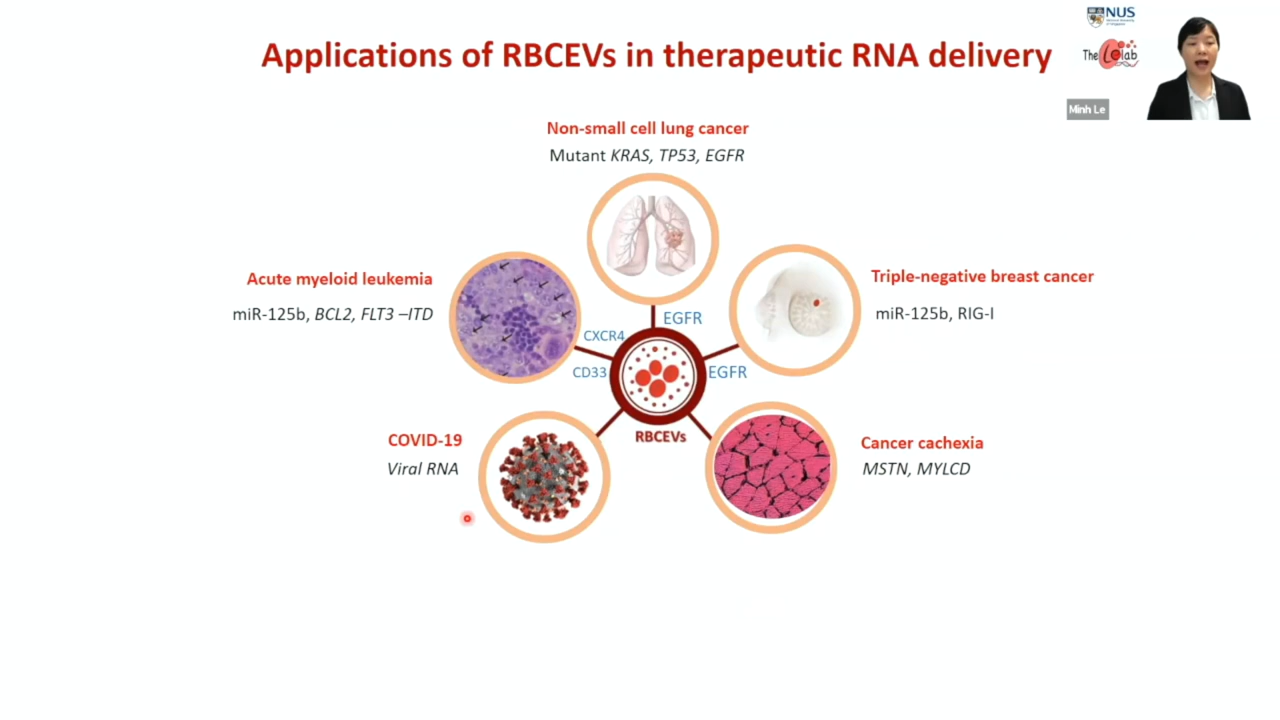 NUS
National University
of Singapore
Applications of RBCEVs in therapeutic RNA delivery
The Le lab
Minh Le
Non-small cell lung cancer
Mutant KRAS, TP53, EGFR
Acute myeloid leukemia
miR-125b, BCL2, FLT3 –ITD
Triple-negative breast cancer
miR-125b, RIG-I
EGFR
CXCR4
CD33
EGFR
RBCEVs
COVID-19
Viral RNA
Cancer cachexia
MSTN, MYLCD